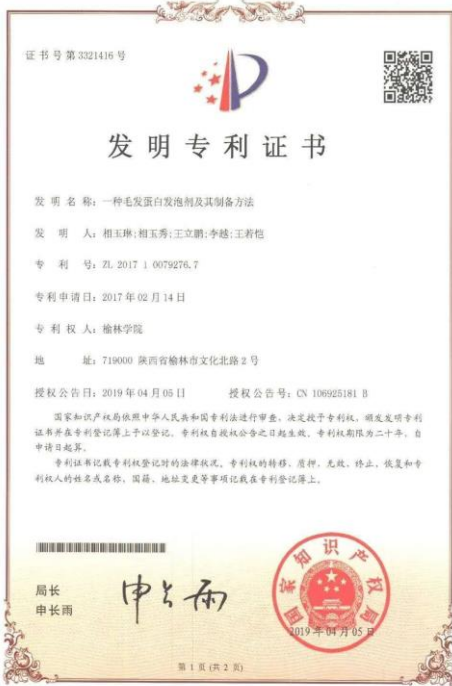 证书号第3321416号
发明专利证书
发明名称：一种毛发蛋白发泡剂及其制备方法
发明人：相玉琳;相玉秀;王立鹏;李越;王若恺
专利号：ZL 2017 1 0079276.7
专利申请日：2017年02月14日
专利权人：榆林学院
地址：719000 陕西省榆林市文化北路2号
授权公告日：2019年04月05日 授权公告号：CN 106925181 B
国家知识产权局依照中华人民共和国专利法进行审查，决定授予专利权，颁发发明专利
证书并在专利登记簿上予以登记。专利权自授权公告之日起生效。专利权期限为二十年，自
申请日起算。
专利证书记载专利权登记时的法律状况。专利权的转移、质押、无效、终止、恢复和专
利权人的姓名或名称、国籍、地址变更等事项记载在专利登记簿上。
局长
申长雨
申长雨
国家知识产权局
2019年04月05日
第1页(共2页)